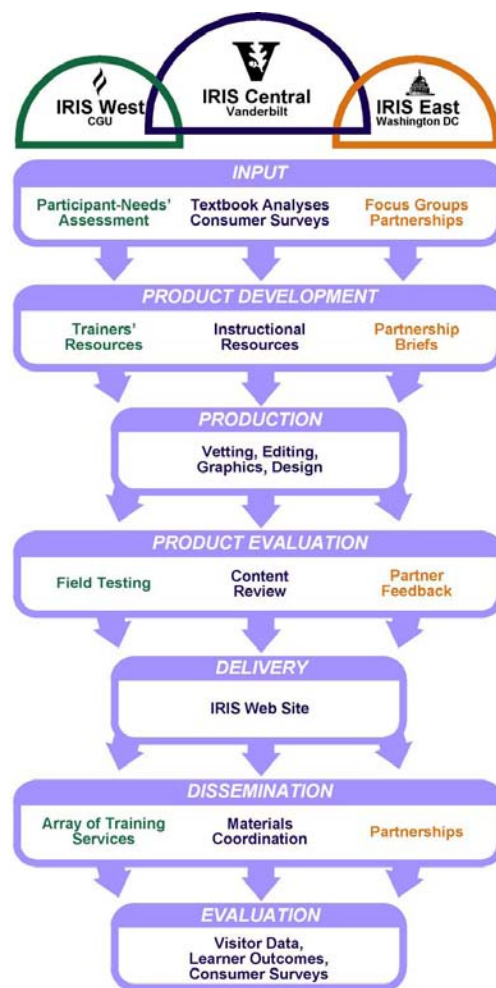 IRIS West
CGU
IRIS Central
Vanderbilt
IRIS East
Washington DC
INPUT
Participant-Needs'
Assessment
Textbook Analyses
Consumer Surveys
Focus Groups
Partnerships
PRODUCT DEVELOPMENT
Trainers'
Resources
Instructional
Resources
Partnership
Briefs
PRODUCTION
Vetting, Editing,
Graphics, Design
PRODUCT EVALUATION
Field Testing
Content
Review
Partner
Feedback
DELIVERY
IRIS Web Site
DISSEMINATION
Array of Training
Services
Materials
Coordination
Partnerships
EVALUATION
Visitor Data,
Learner Outcomes,
Consumer Surveys